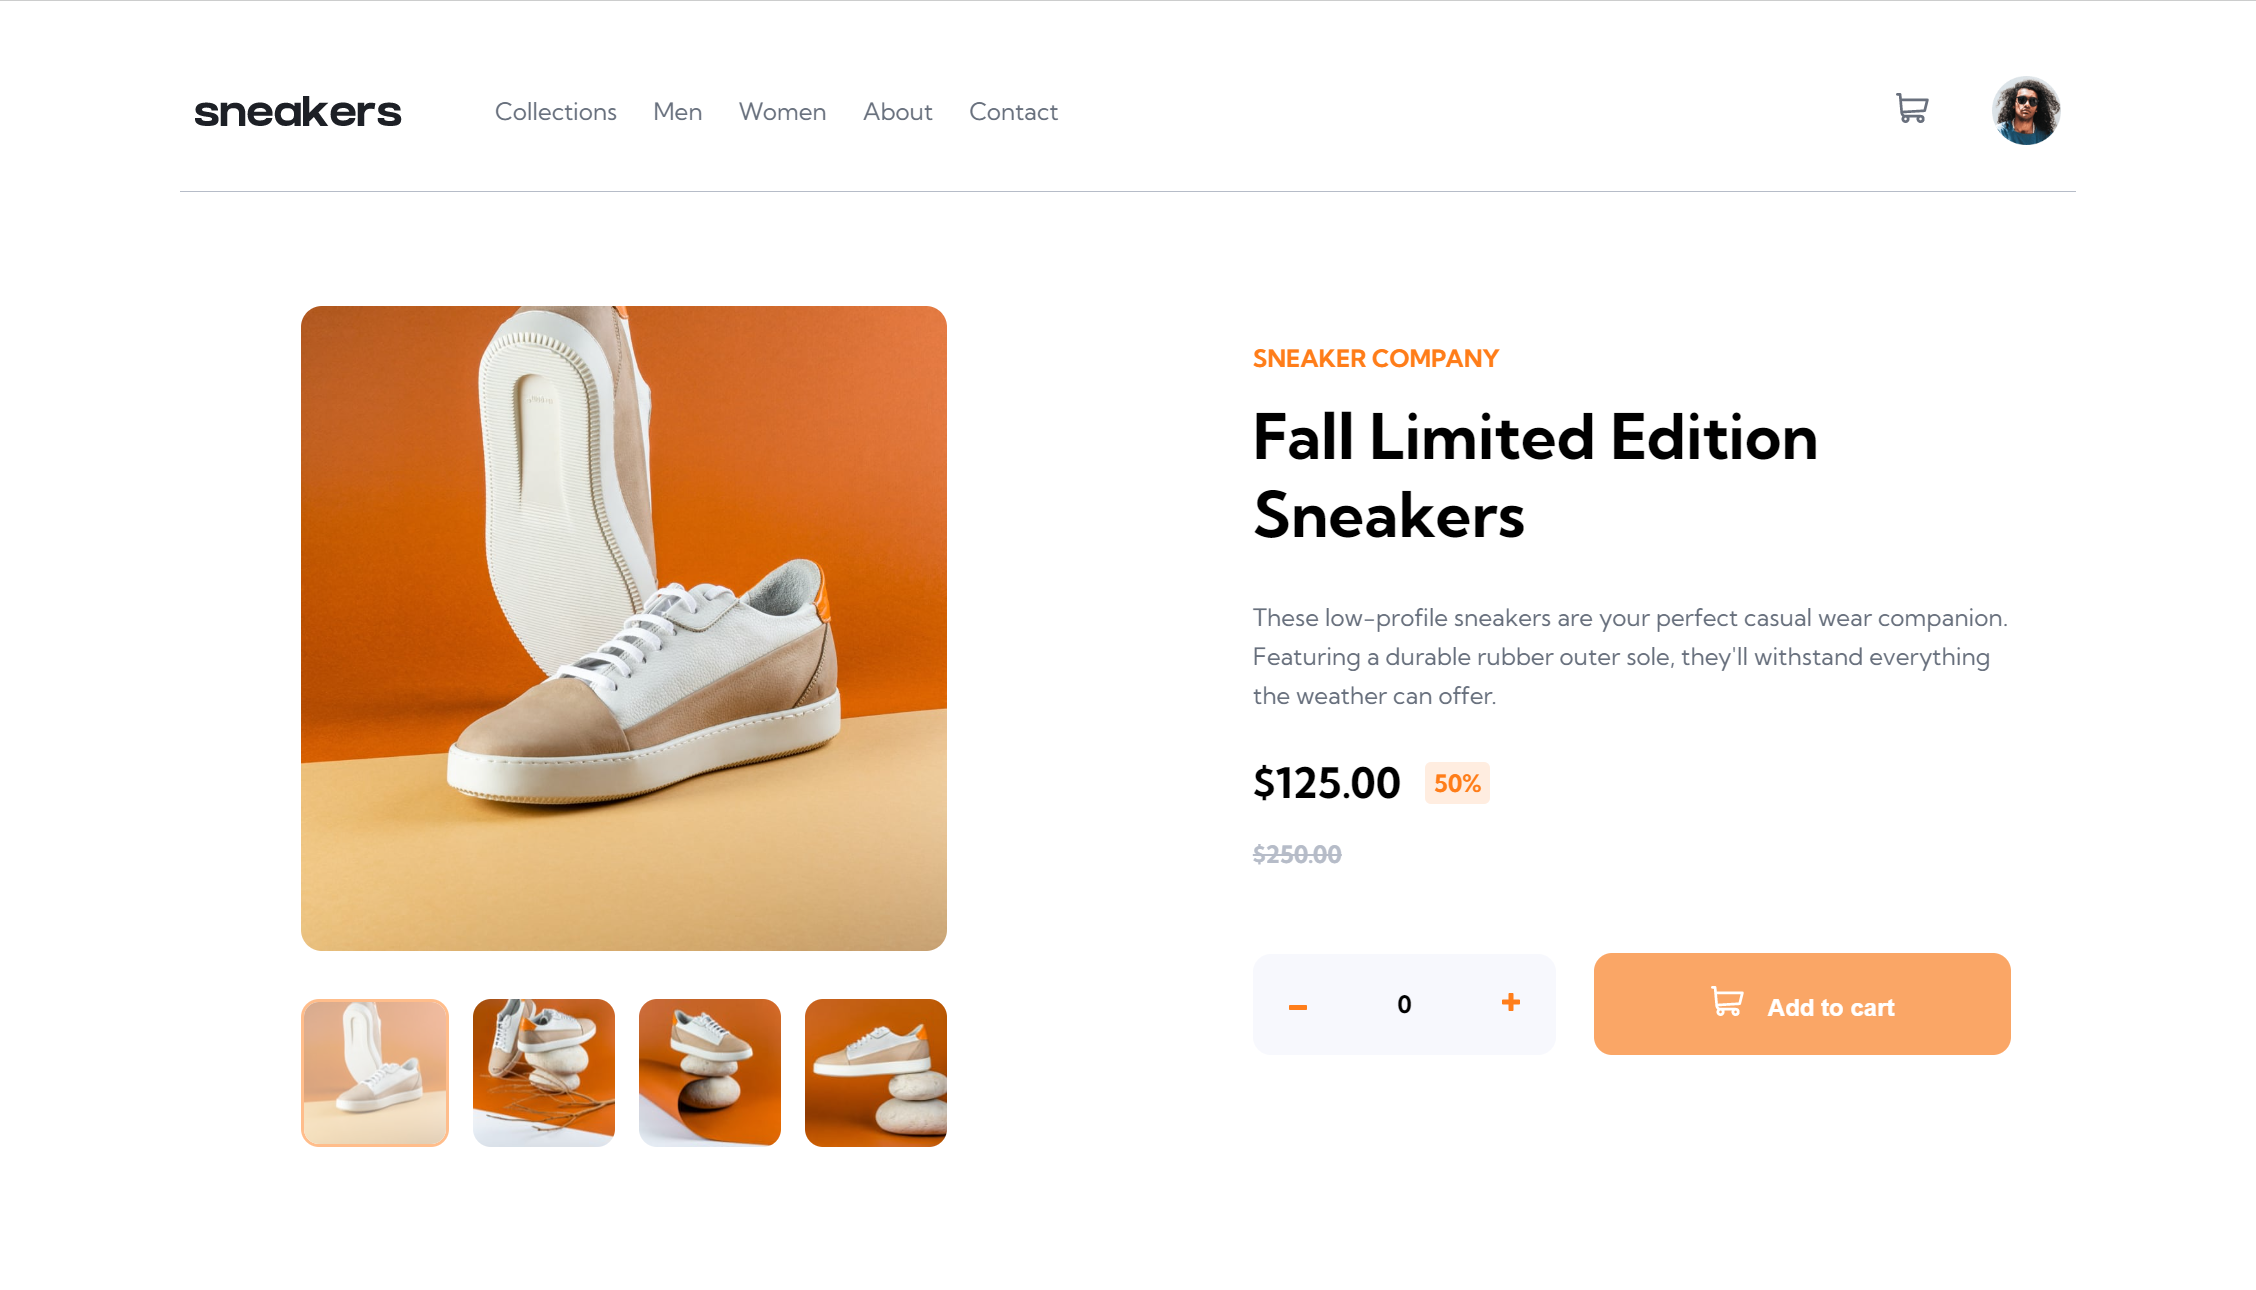 sneakers
Collections Men Women About Contact
SNEAKER COMPANY
Fall Limited Edition
Sneakers
These low-profile sneakers are your perfect casual wear companion.
Featuring a durable rubber outer sole, they'll withstand everything
the weather can offer.
$125.00 50%
$250.00
– 0 +
Add to cart